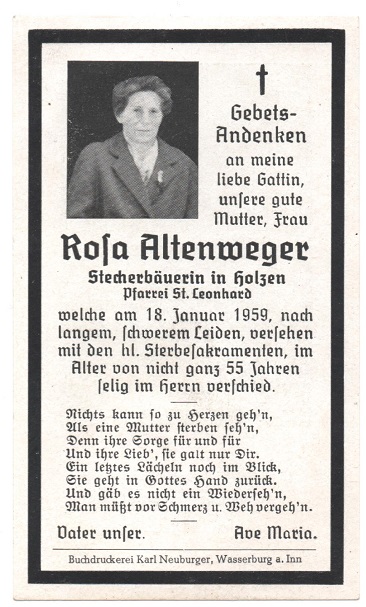 Gebets-
Andenken
an meine
liebe Gattin,
unsere gute
Mutter, Frau
Rosa Altenweger
Stecherbäuerin in Holzen
Pfarrei St. Leonhard
welche am 18. Januar 1959, nach
langem, schwerem Leiden, versehen
mit den hl. Sterbesakramenten, im
Alter von nicht ganz 55 Jahren
selig im Herrn verschied.
Nichts kann so zu Herzen geh'n,
Als eine Mutter sterben seh'n,
Denn ihre Sorge für und für
Und ihre Lieb', sie galt nur Dir.
Ein letztes Lächeln noch im Blick,
Sie geht in Gottes Hand zurück.
Und gäb es nicht ein Wiederseh'n,
Man müßt vor Schmerz u. Weh vergeh'n.
Vater unser. Ave Maria.
Buchdruckerei Karl Neuburger, Wasserburg a. Inn